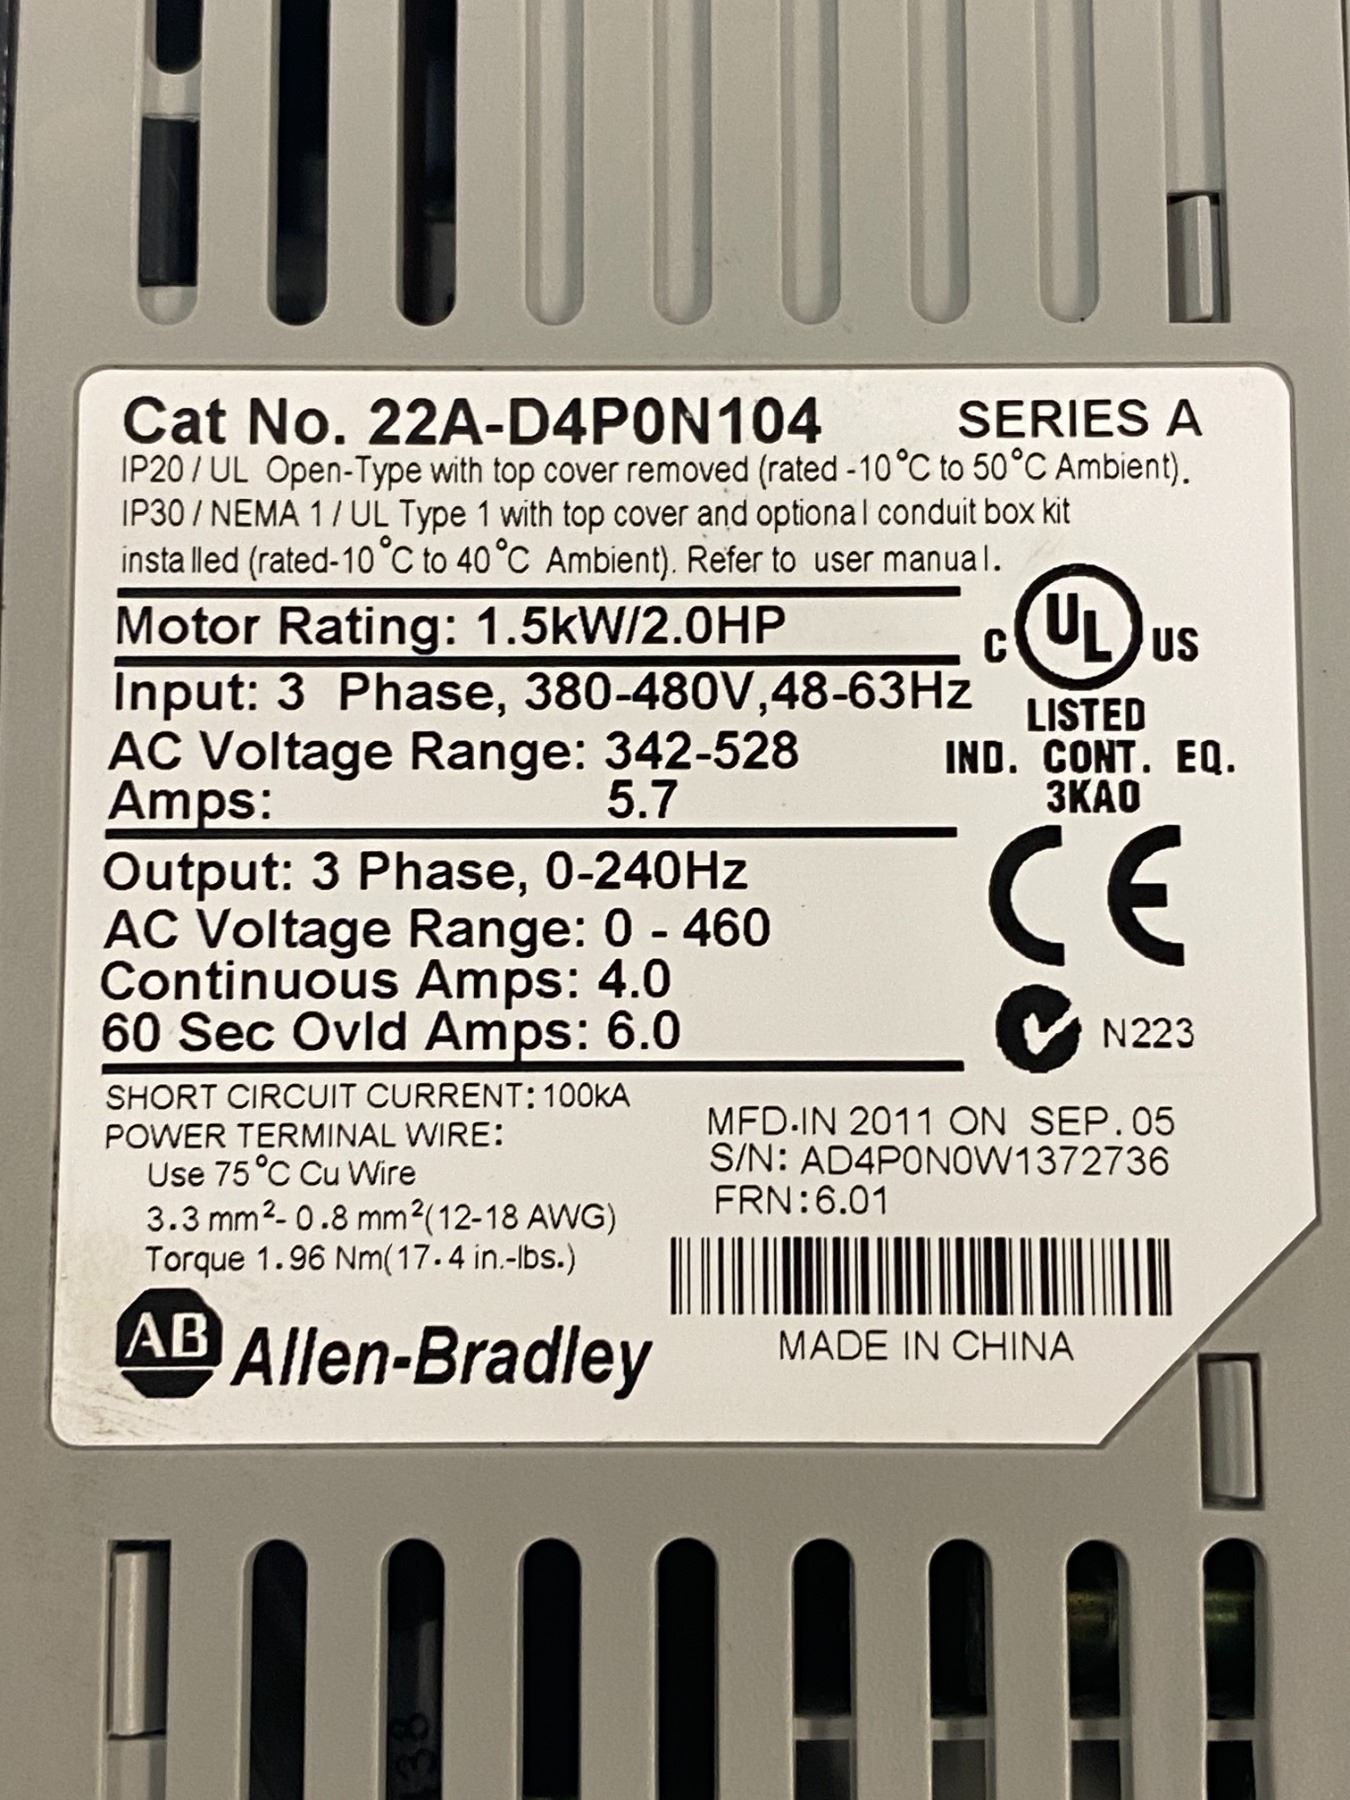 Cat No. 22A-D4P0N104 SERIES A
IP20 / UL Open-Type with top cover removed (rated -10°C to 50°C Ambient).
IP30 / NEMA 1 / UL Type 1 with top cover and optional conduit box kit
installed (rated-10°C to 40°C Ambient). Refer to user manual.
Motor Rating: 1.5kW/2.0HP
C UL US
Input: 3 Phase, 380-480V,48-63Hz
LISTED
AC Voltage Range: 342-528
IND. CONT. EQ.
Amps: 5.7
3KA0
Output: 3 Phase, 0-240Hz
CE
AC Voltage Range: 0 - 460
Continuous Amps: 4.0
60 Sec Ovld Amps: 6.0
N223
SHORT CIRCUIT CURRENT: 100kA
POWER TERMINAL WIRE:
Use 75°C Cu Wire
3.3 mm²- 0.8 mm²(12-18 AWG)
Torque 1.96 Nm(17.4 in.-lbs.)
MFD.IN 2011 ON SEP. 05
S/N: AD4P0N0W1372736
FRN:6.01
MADE IN CHINA
AB Allen-Bradley
38